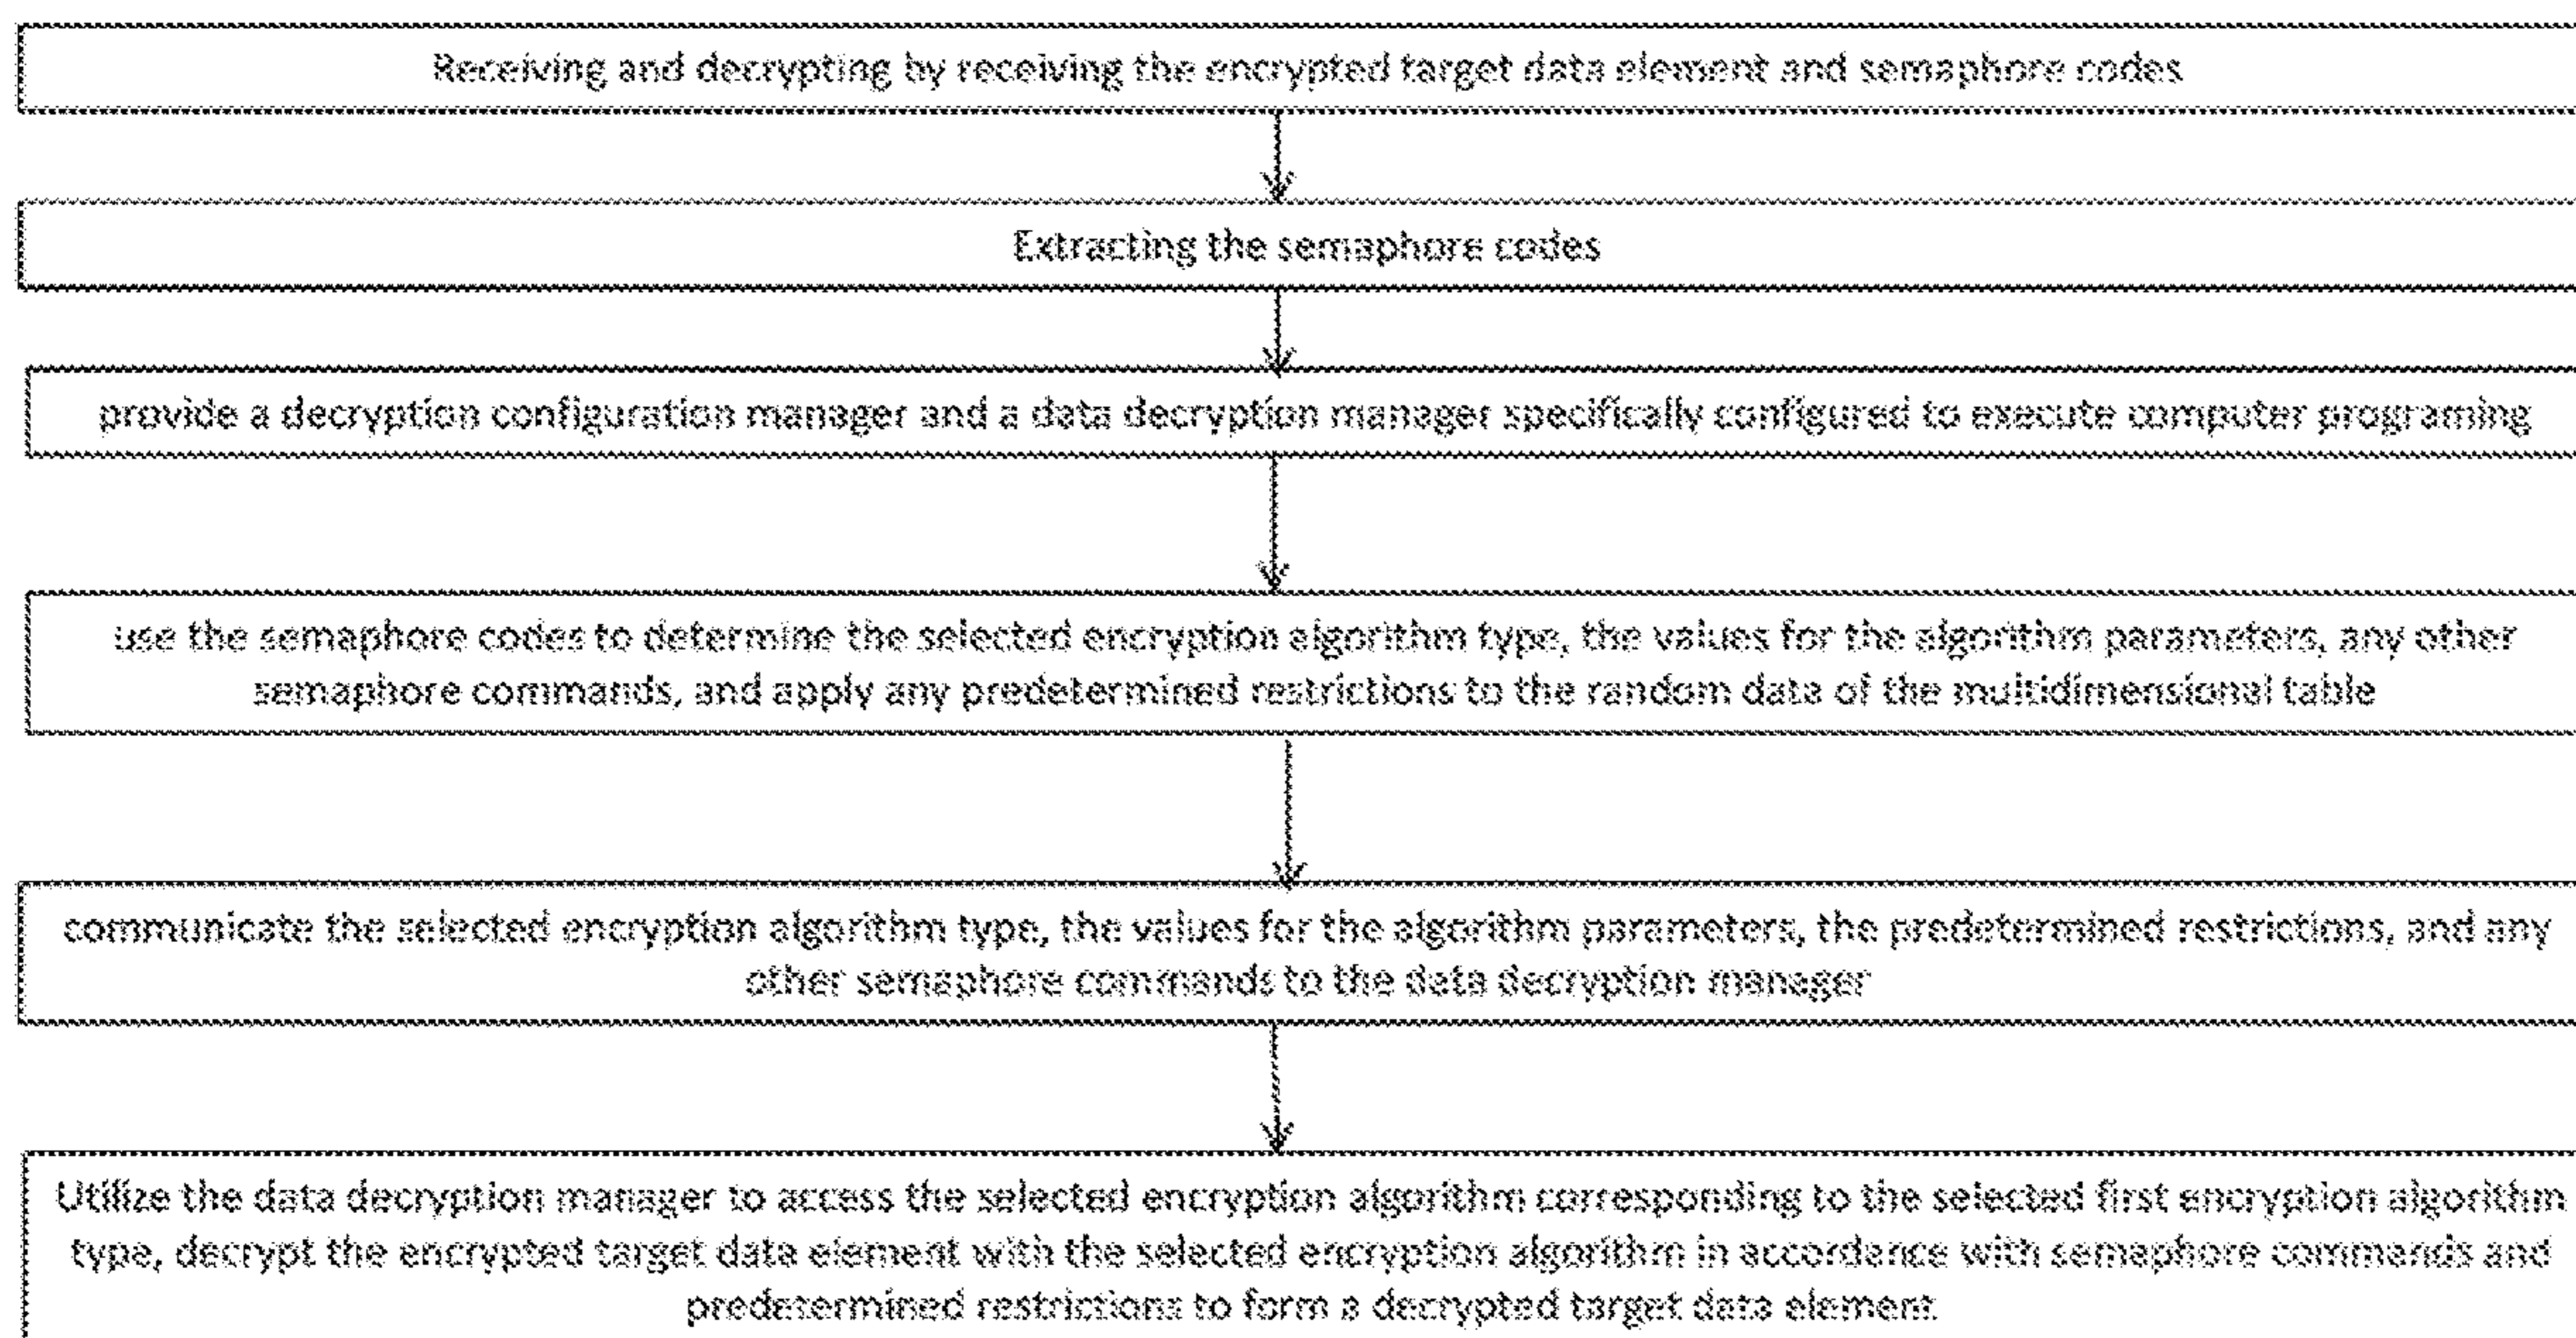 Receiving and decrypting by receiving the encrypted target data element and semaphore codes
Extracting the semaphore codes
provide a decryption configuration manager and a data decryption manager specifically configured to execute computer programing
use the semaphore codes to determine the selected encryption algorithm type, the values for the algorithm parameters, any other
semaphore commands, and apply any predetermined restrictions to the random data of the multidimensional table
communicate the selected encryption algorithm type, the values for the algorithm parameters, the predetermined restrictions, and any
other semaphore commands to the data decryption manager
Utilize the data decryption manager to access the selected encryption algorithm corresponding to the selected first encryption algorithm
type, decrypt the encrypted target data element with the selected encryption algorithm in accordance with semaphore commands and
predetermined restrictions to form a decrypted target data element